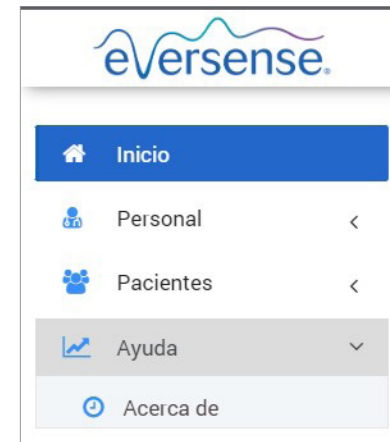 eversense.
Inicio
Personal
Pacientes
Ayuda
Acerca de